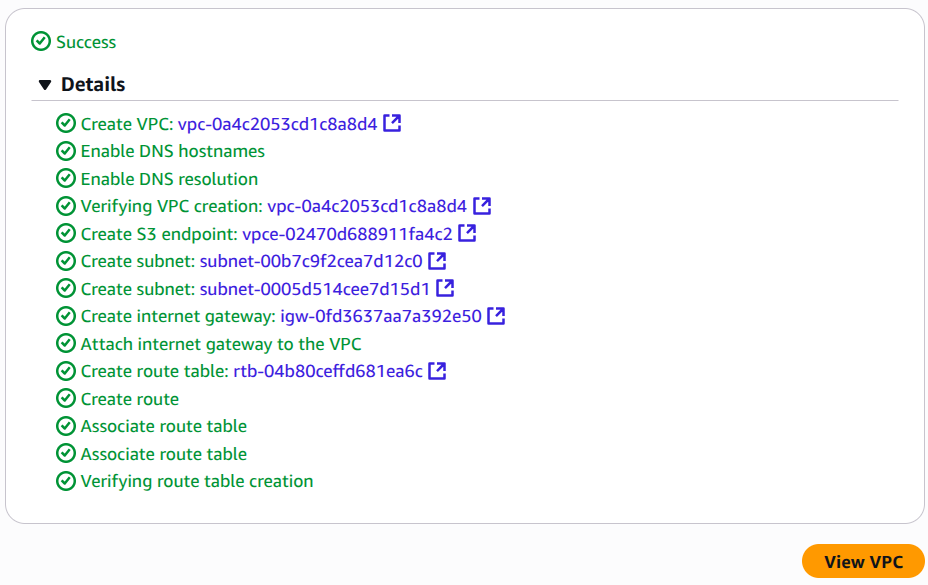 Success
Details
Create VPC: vpc-0a4c2053cd1c8a8d4
Enable DNS hostnames
Enable DNS resolution
Verifying VPC creation: vpc-0a4c2053cd1c8a8d4
Create S3 endpoint: vpce-02470d688911fa4c2
Create subnet: subnet-00b7c9f2cea7d12c0
Create subnet: subnet-0005d514cee7d15d1
Create internet gateway: igw-0fd3637aa7a392e50
Attach internet gateway to the VPC
Create route table: rtb-04b80ceffd681ea6c
Create route
Associate route table
Associate route table
Verifying route table creation
View VPC